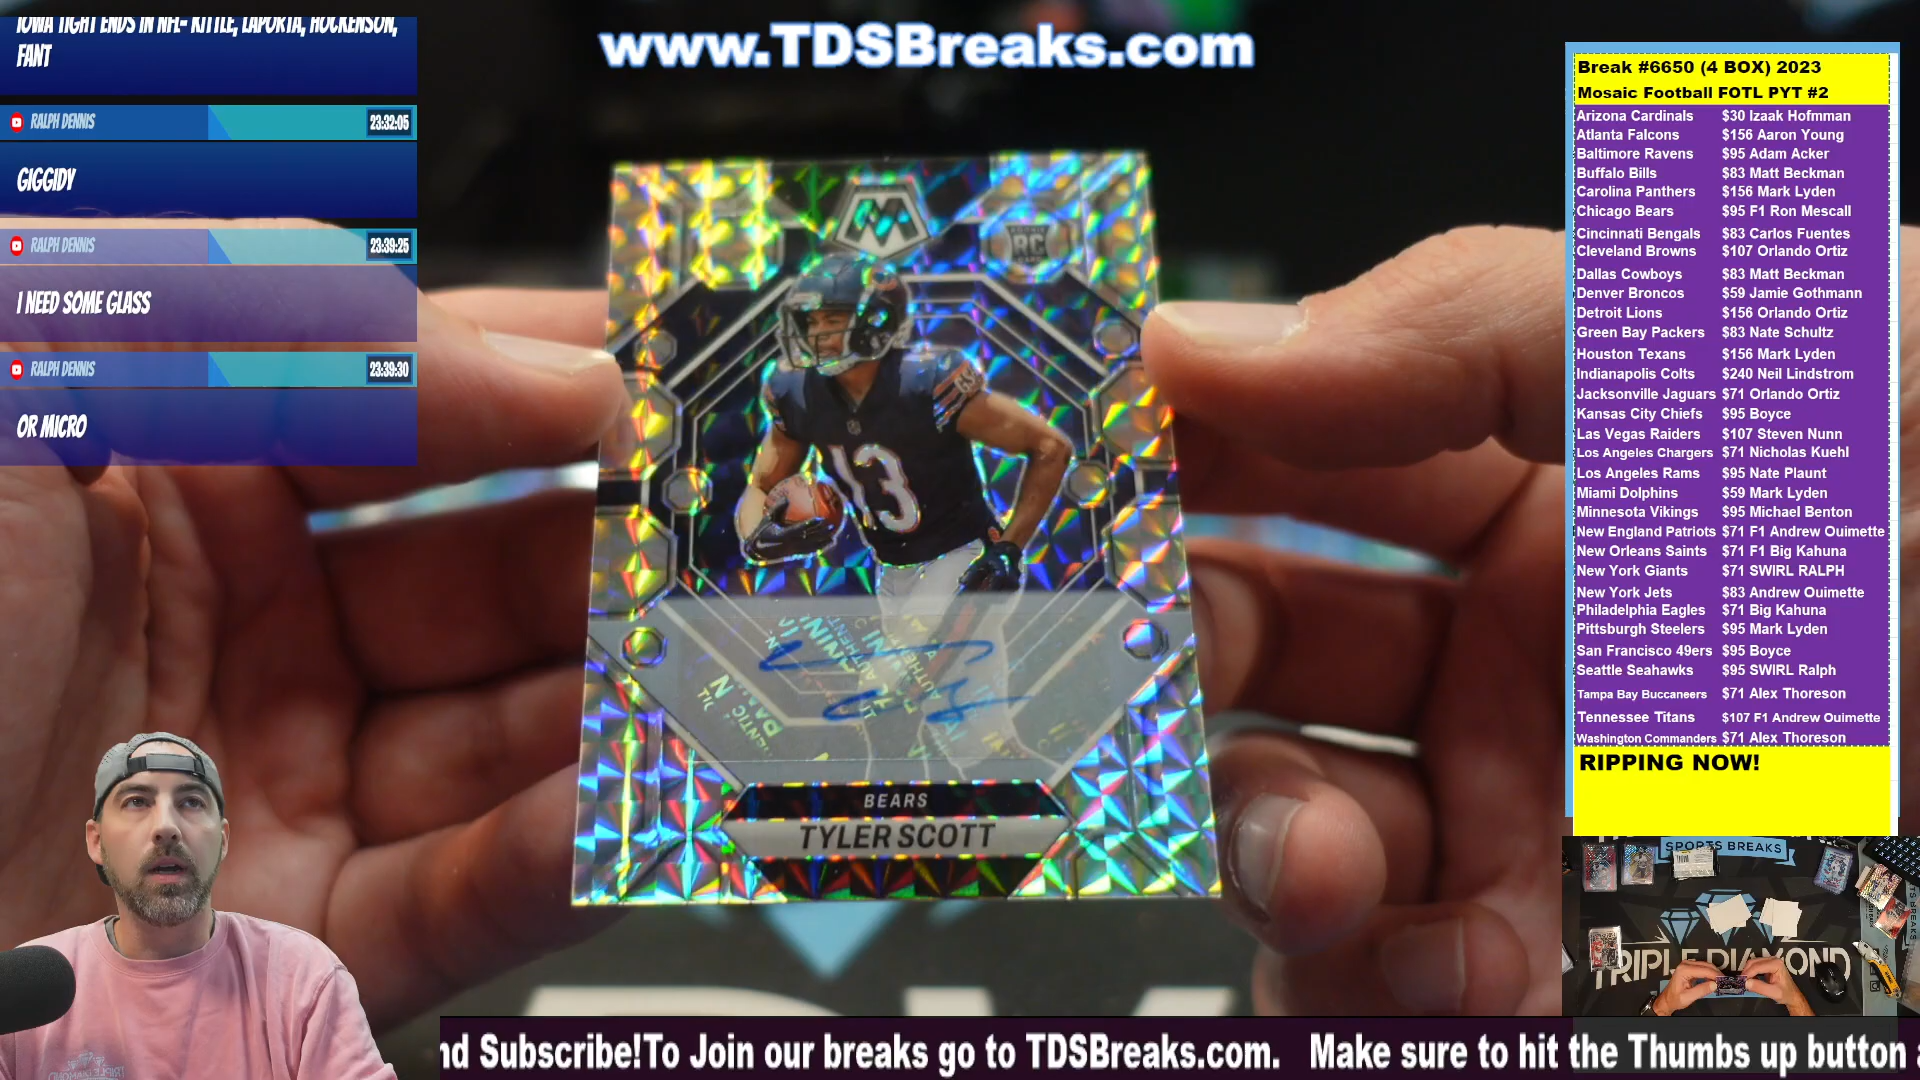 IOWA TIGHT ENDS IN NFL- KITTLE, LAPORTA, HOCKENSON,
FANT
RALPH DENNIS 23:32:05
GIGGIDY
RALPH DENNIS 23:39:25
I NEED SOME GLASS
RALPH DENNIS 23:39:30
OR MICRO
www.TDSBreaks.com
RC
13
BEARS
TYLER SCOTT
Break #6650 (4 BOX) 2023
Mosaic Football FOTL PYT #2
Arizona Cardinals $30 Izaak Hofmman
Atlanta Falcons $156 Aaron Young
Baltimore Ravens $95 Adam Acker
Buffalo Bills $83 Matt Beckman
Carolina Panthers $156 Mark Lyden
Chicago Bears $95 F1 Ron Mescall
Cincinnati Bengals $83 Carlos Fuentes
Cleveland Browns $107 Orlando Ortiz
Dallas Cowboys $83 Matt Beckman
Denver Broncos $59 Jamie Gothmann
Detroit Lions $156 Orlando Ortiz
Green Bay Packers $83 Nate Schultz
Houston Texans $156 Mark Lyden
Indianapolis Colts $240 Neil Lindstrom
Jacksonville Jaguars $71 Orlando Ortiz
Kansas City Chiefs $95 Boyce
Las Vegas Raiders $107 Steven Nunn
Los Angeles Chargers $71 Nicholas Kuehl
Los Angeles Rams $95 Nate Plaunt
Miami Dolphins $59 Mark Lyden
Minnesota Vikings $95 Michael Benton
New England Patriots $71 F1 Andrew Ouimette
New Orleans Saints $71 F1 Big Kahuna
New York Giants $71 SWIRL RALPH
New York Jets $83 Andrew Ouimette
Philadelphia Eagles $71 Big Kahuna
Pittsburgh Steelers $95 Mark Lyden
San Francisco 49ers $95 Boyce
Seattle Seahawks $95 SWIRL Ralph
Tampa Bay Buccaneers $71 Alex Thoreson
Tennessee Titans $107 F1 Andrew Ouimette
Washington Commanders $71 Alex Thoreson
RIPPING NOW!
SPORTS BREAKS
TRIPLE DIAMOND
nd Subscribe!To Join our breaks go to TDSBreaks.com. Make sure to hit the Thumbs up button a